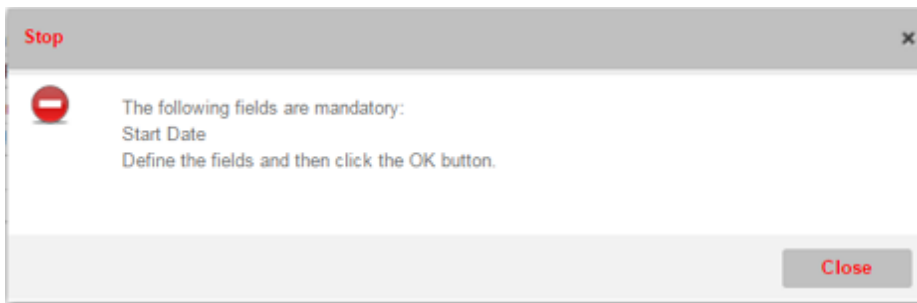 Stop
The following fields are mandatory:
Start Date
Define the fields and then click the OK button.
Close